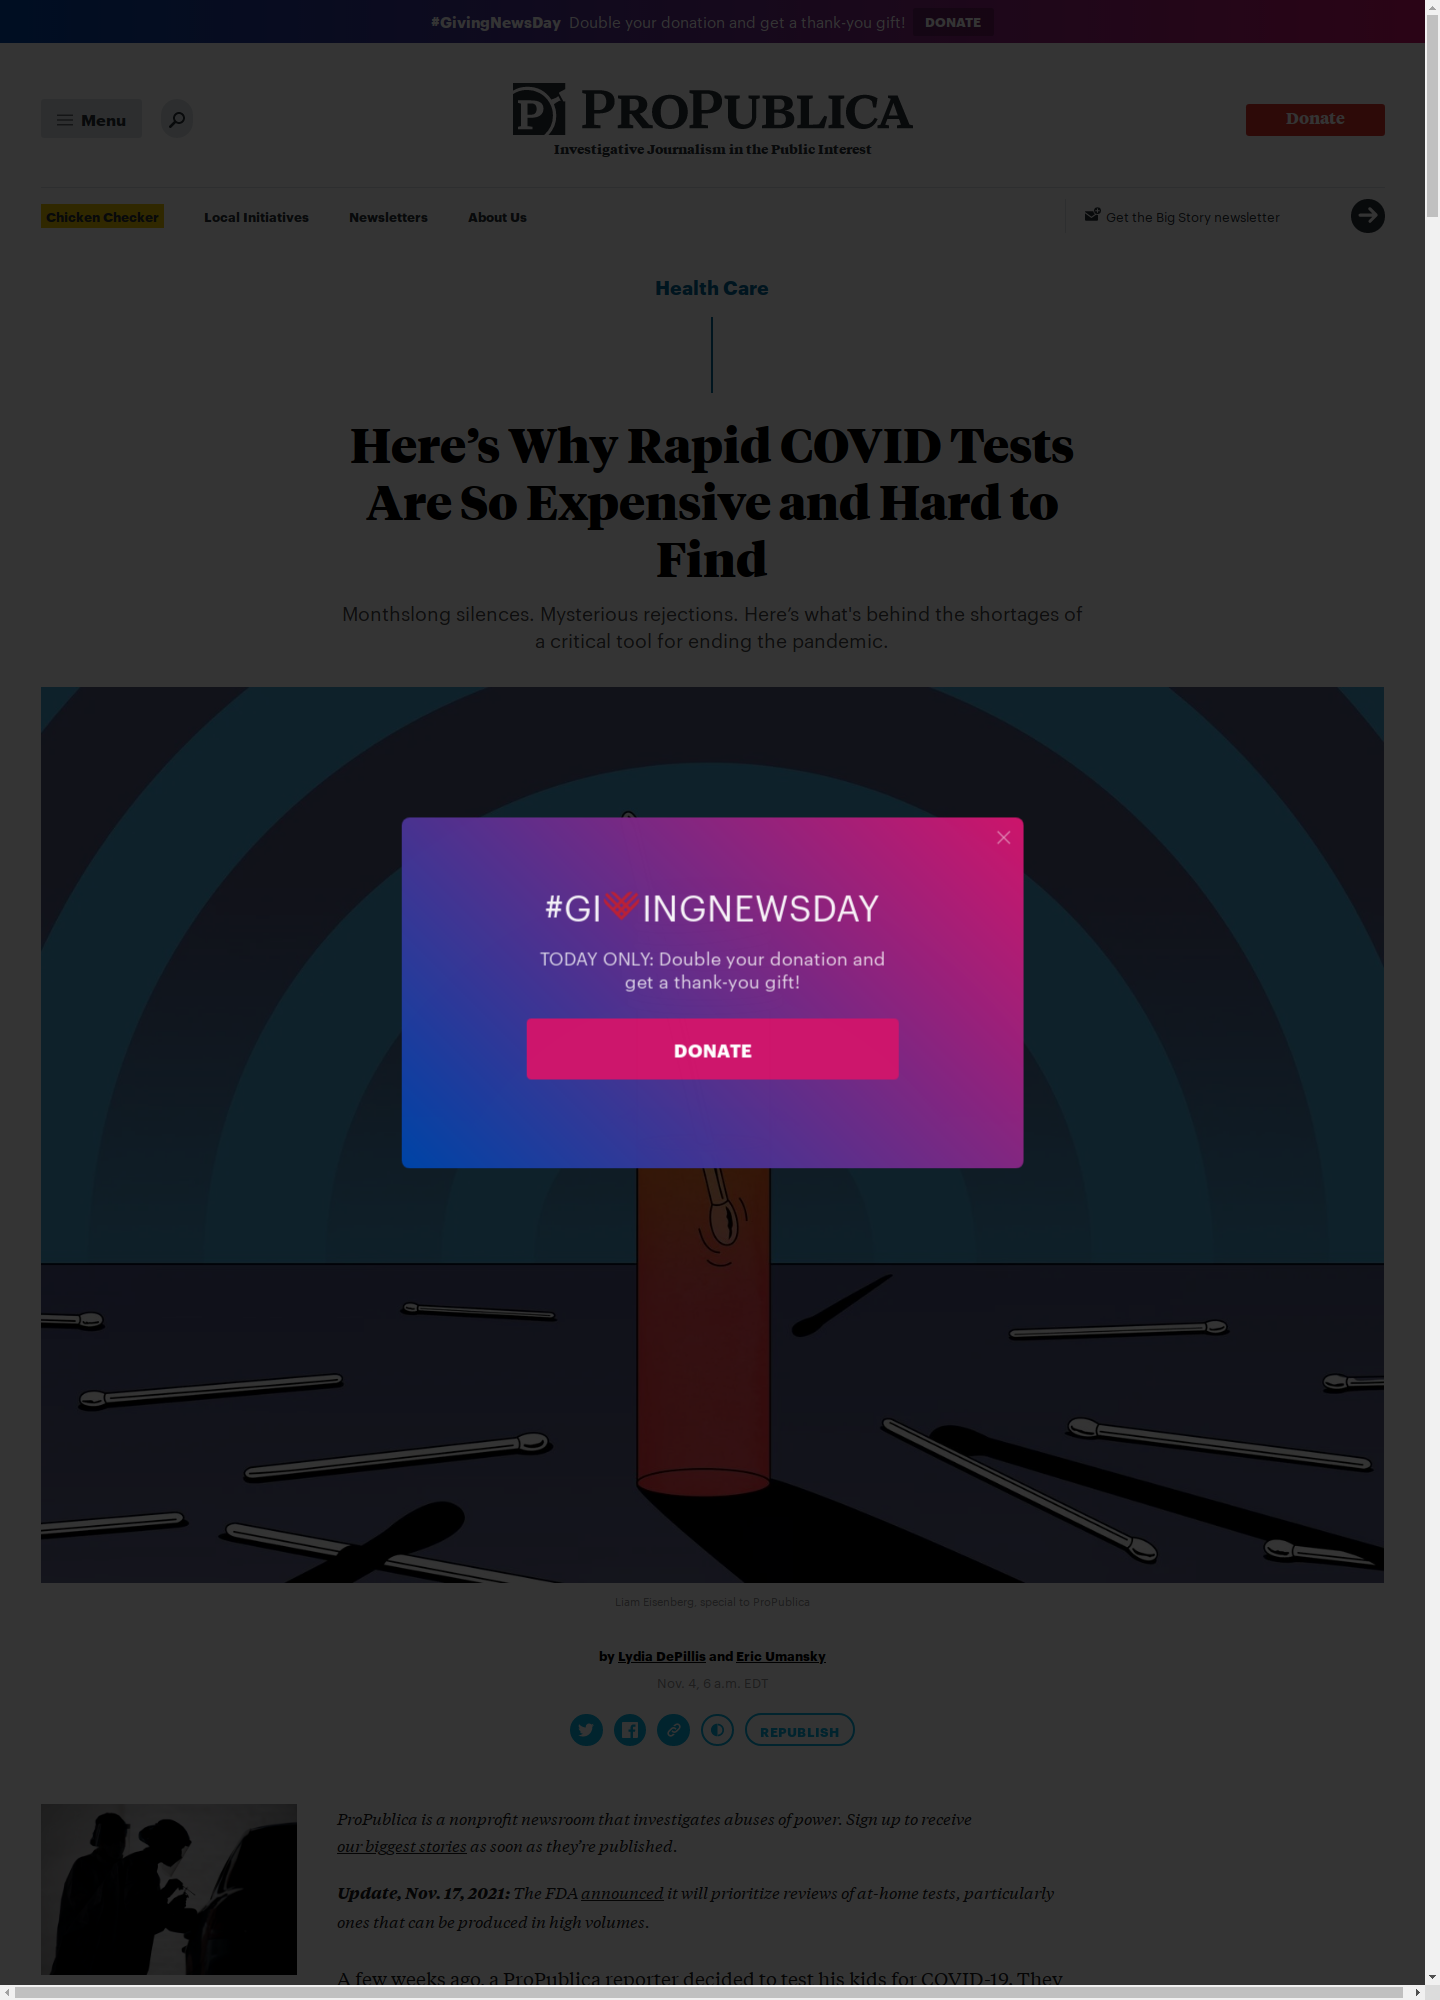 #GivingNewsDay Double your donation and get a thank-you gift! DONATE
Menu
PROPUBLICA
Investigative Journalism in the Public Interest
Donate
Chicken Checker Local Initiatives Newsletters About Us Get the Big Story newsletter
Health Care
Here’s Why Rapid COVID Tests
Are So Expensive and Hard to
Find
Monthslong silences. Mysterious rejections. Here’s what's behind the shortages of
a critical tool for ending the pandemic.
#GIVINGNEWSDAY
TODAY ONLY: Double your donation and
get a thank-you gift!
DONATE
Liam Eisenberg, special to ProPublica
by Lydia DePillis and Eric Umansky
Nov. 4, 6 a.m. EDT
REPUBLISH
ProPublica is a nonprofit newsroom that investigates abuses of power. Sign up to receive
our biggest stories as soon as they’re published.
Update, Nov. 17, 2021: The FDA announced it will prioritize reviews of at-home tests, particularly
ones that can be produced in high volumes.
A few weeks ago, a ProPublica reporter decided to test his kids for COVID-19. They